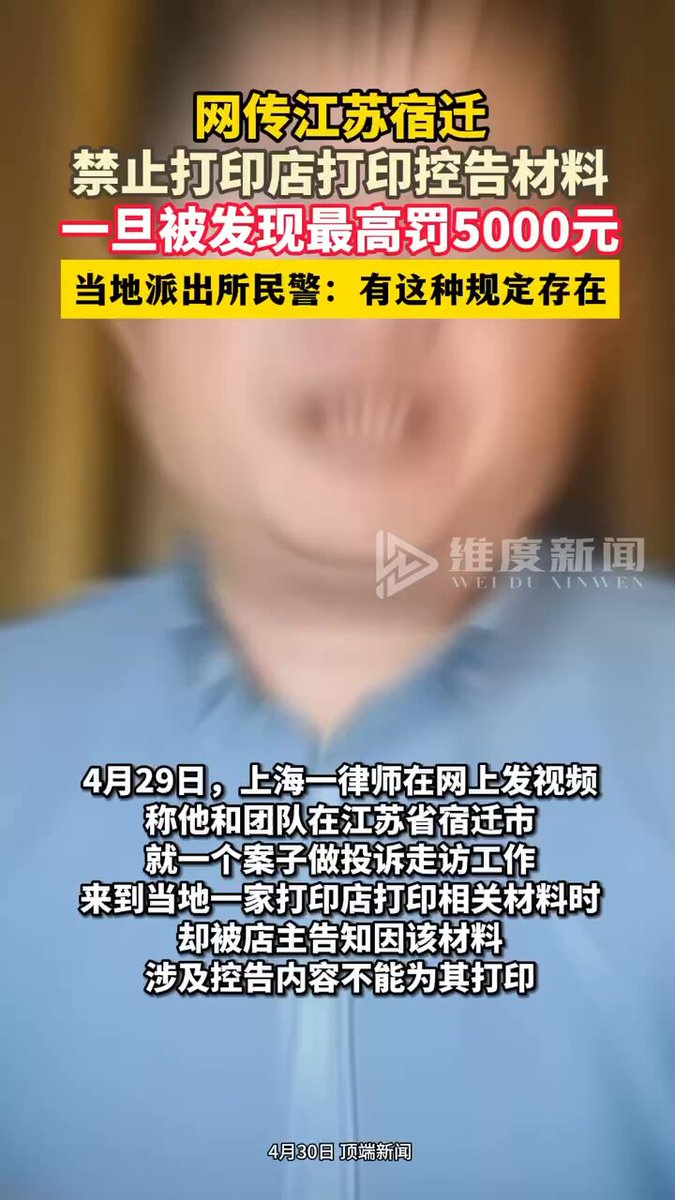 网传江苏宿迁
禁止打印店打印控告材料
一旦被发现最高罚5000元
当地派出所民警：有这种规定存在
维度新闻
WEI DU XINWEN
4月29日，上海一律师在网上发视频
称他和团队在江苏省宿迁市
就一个案子做投诉走访工作
来到当地一家打印店打印相关材料时
却被店主告知因该材料
涉及控告内容不能为其打印
4月30日 顶端新闻